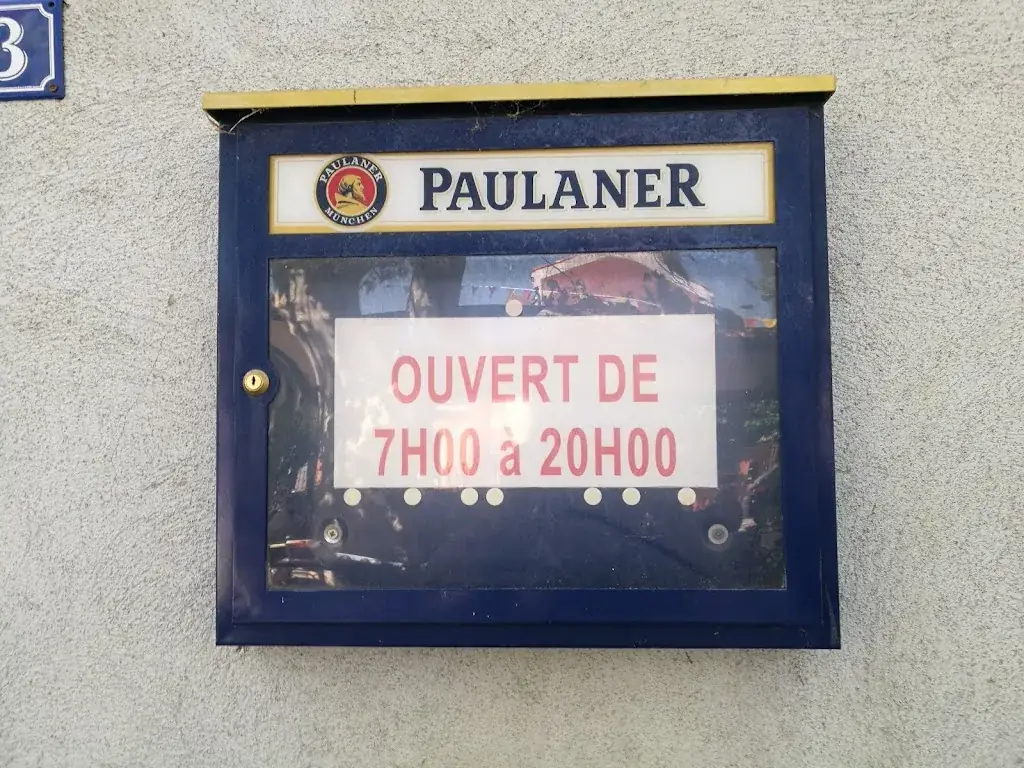 3
PAULANER
MÜNCHEN
PAULANER
OUVERT DE
7H00 à 20H00